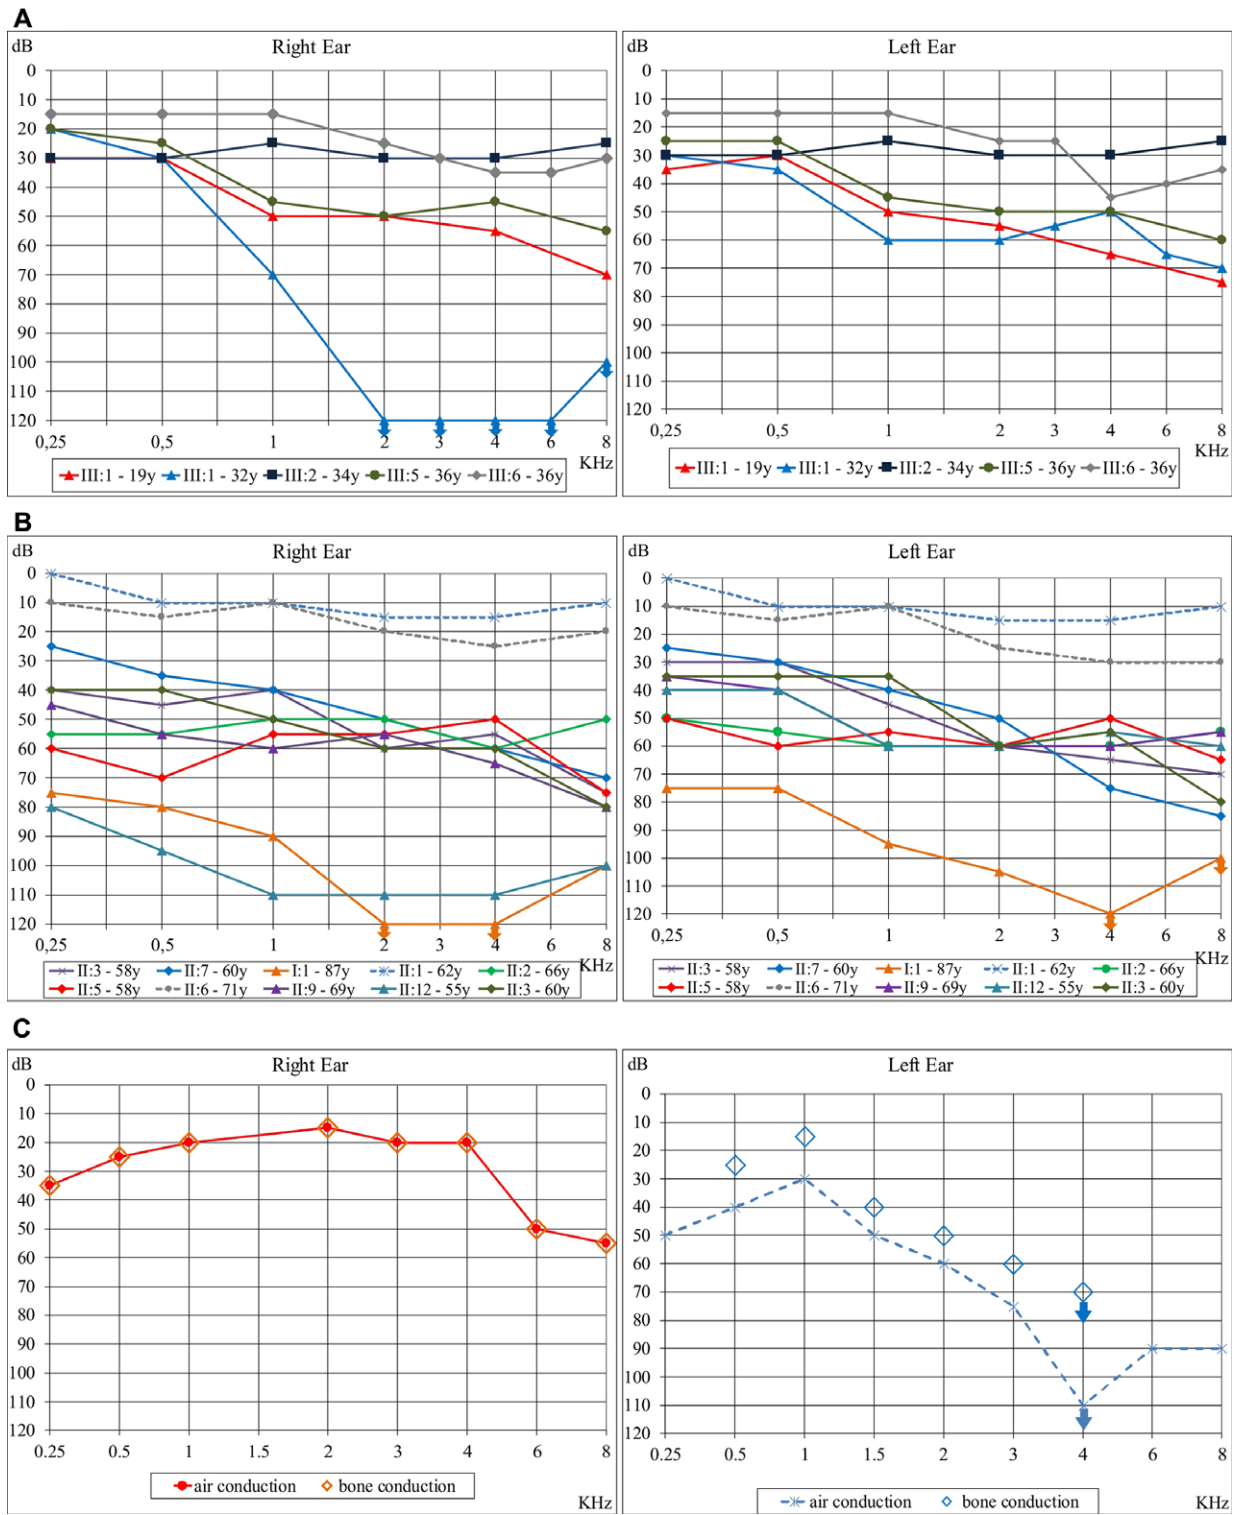 A
dB Right Ear
0
10
20
30
40
50
60
70
80
90
100
110
120
0,25 0,5 1 2 3 4 6 8
KHz
III:1 - 19y III:1 - 32y III:2 - 34y III:5 - 36y III:6 - 36y
dB Left Ear
0
10
20
30
40
50
60
70
80
90
100
110
120
0,25 0,5 1 2 3 4 6 8
KHz
III:1 - 19y III:1 - 32y III:2 - 34y III:5 - 36y III:6 - 36y
B
dB Right Ear
0
10
20
30
40
50
60
70
80
90
100
110
120
0,25 0,5 1 2 3 4 6 8
KHz
II:3 - 58y II:7 - 60y I:1 - 87y II:1 - 62y II:2 - 66y
II:5 - 58y II:6 - 71y II:9 - 69y II:12 - 55y II:3 - 60y
dB Left Ear
0
10
20
30
40
50
60
70
80
90
100
110
120
0,25 0,5 1 2 3 4 6 8
KHz
II:3 - 58y II:7 - 60y I:1 - 87y II:1 - 62y II:2 - 66y
II:5 - 58y II:6 - 71y II:9 - 69y II:12 - 55y II:3 - 60y
C
dB Right Ear
0
10
20
30
40
50
60
70
80
90
100
110
120
0.25 0.5 1 1.5 2 3 4 6 8
air conduction bone conduction
KHz
dB Left Ear
0
10
20
30
40
50
60
70
80
90
100
110
120
0.25 0.5 1 1.5 2 3 4 6 8
air conduction bone conduction
KHz